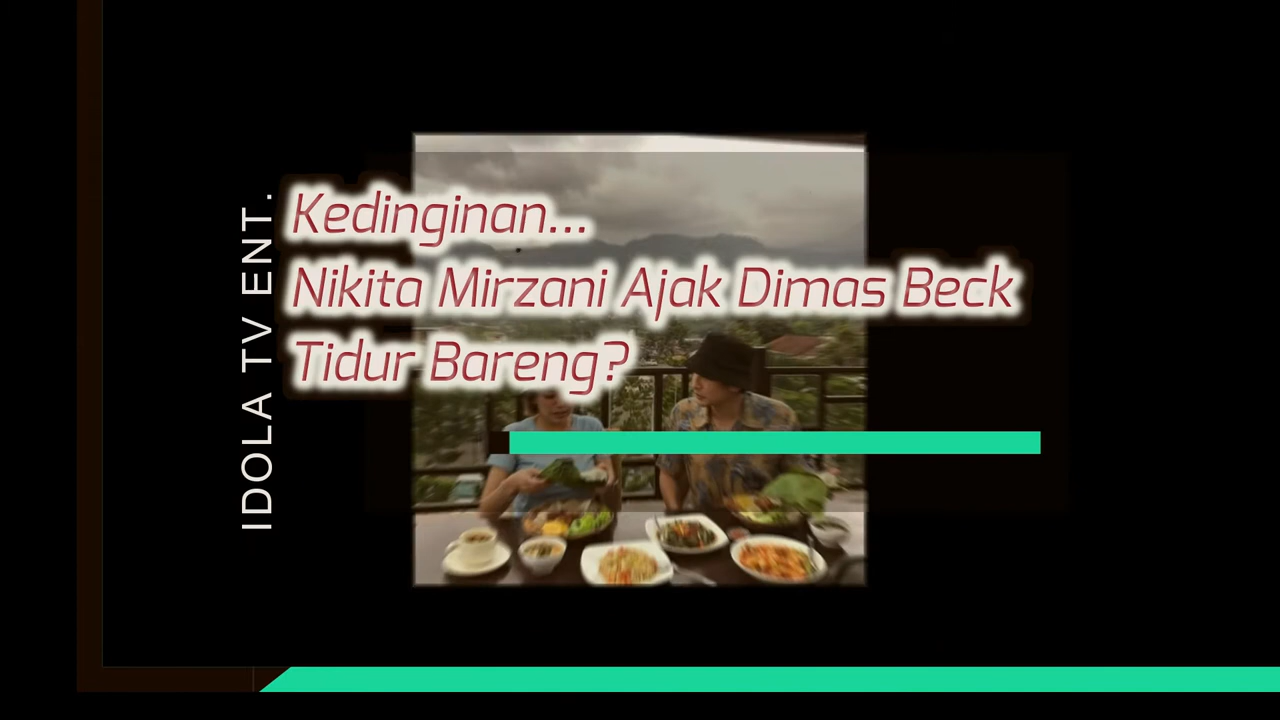 IDOLA TV ENT.
Kedinginan...
Nikita Mirzani Ajak Dimas Beck
Tidur Bareng?